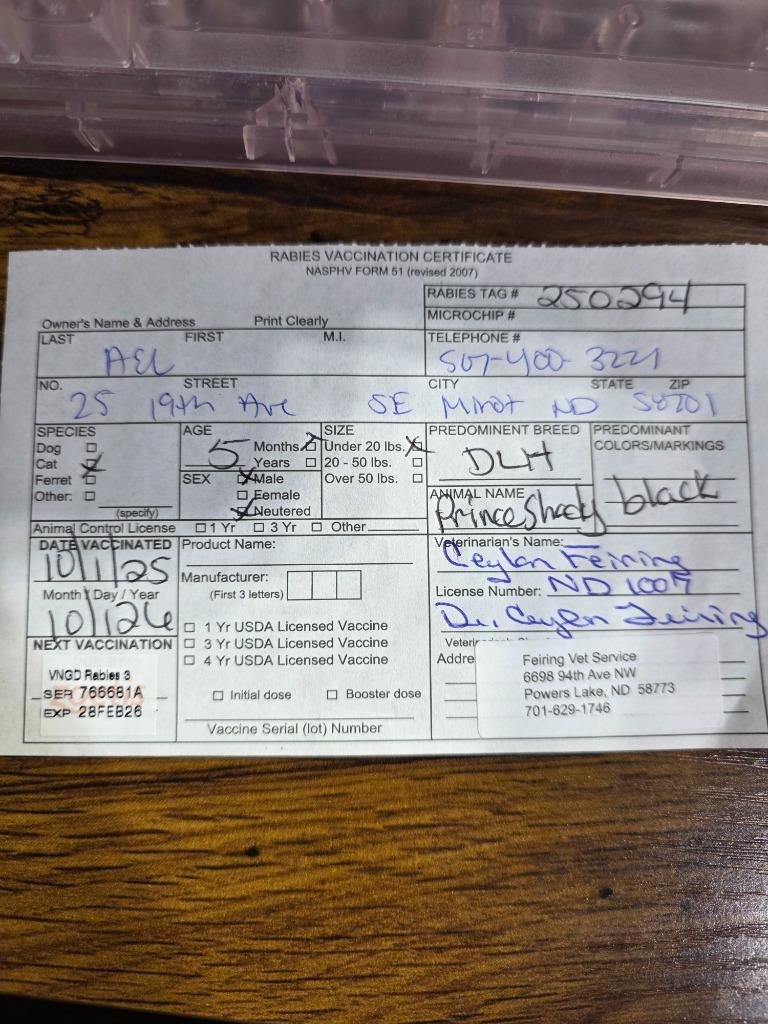 RABIES VACCINATION CERTIFICATE
NASPHV FORM 51 (revised 2007)
RABIES TAG # 250294
MICROCHIP #
Owner's Name & Address Print Clearly
LAST FIRST M.I. TELEPHONE #
507-400-3221
NO. STREET CITY STATE ZIP
25 19th Ave SE Minot ND 58701
SPECIES
Dog
Cat
Ferret
Other:
(specify)
AGE
5 Months
Years
SEX Male
Female
Neutered
SIZE
Under 20 lbs.
20 - 50 lbs.
Over 50 lbs.
PREDOMINENT BREED
DLH
PREDOMINANT
COLORS/MARKINGS
black
ANIMAL NAME
Prince Shady
Animal Control License 1 Yr 3 Yr Other
DATE VACCINATED
10/1/25
Month / Day / Year
10/1/26
NEXT VACCINATION
VNGD Rabies 3
SER 766681A
EXP 28FEB26
Product Name:
Manufacturer:
(First 3 letters)
1 Yr USDA Licensed Vaccine
3 Yr USDA Licensed Vaccine
4 Yr USDA Licensed Vaccine
Initial dose Booster dose
Vaccine Serial (lot) Number
Veterinarian's Name:
Ceylon Feiring
License Number: ND 1007
Dr. Ceylon Feiring
Addre
Feiring Vet Service
6698 94th Ave NW
Powers Lake, ND 58773
701-629-1746